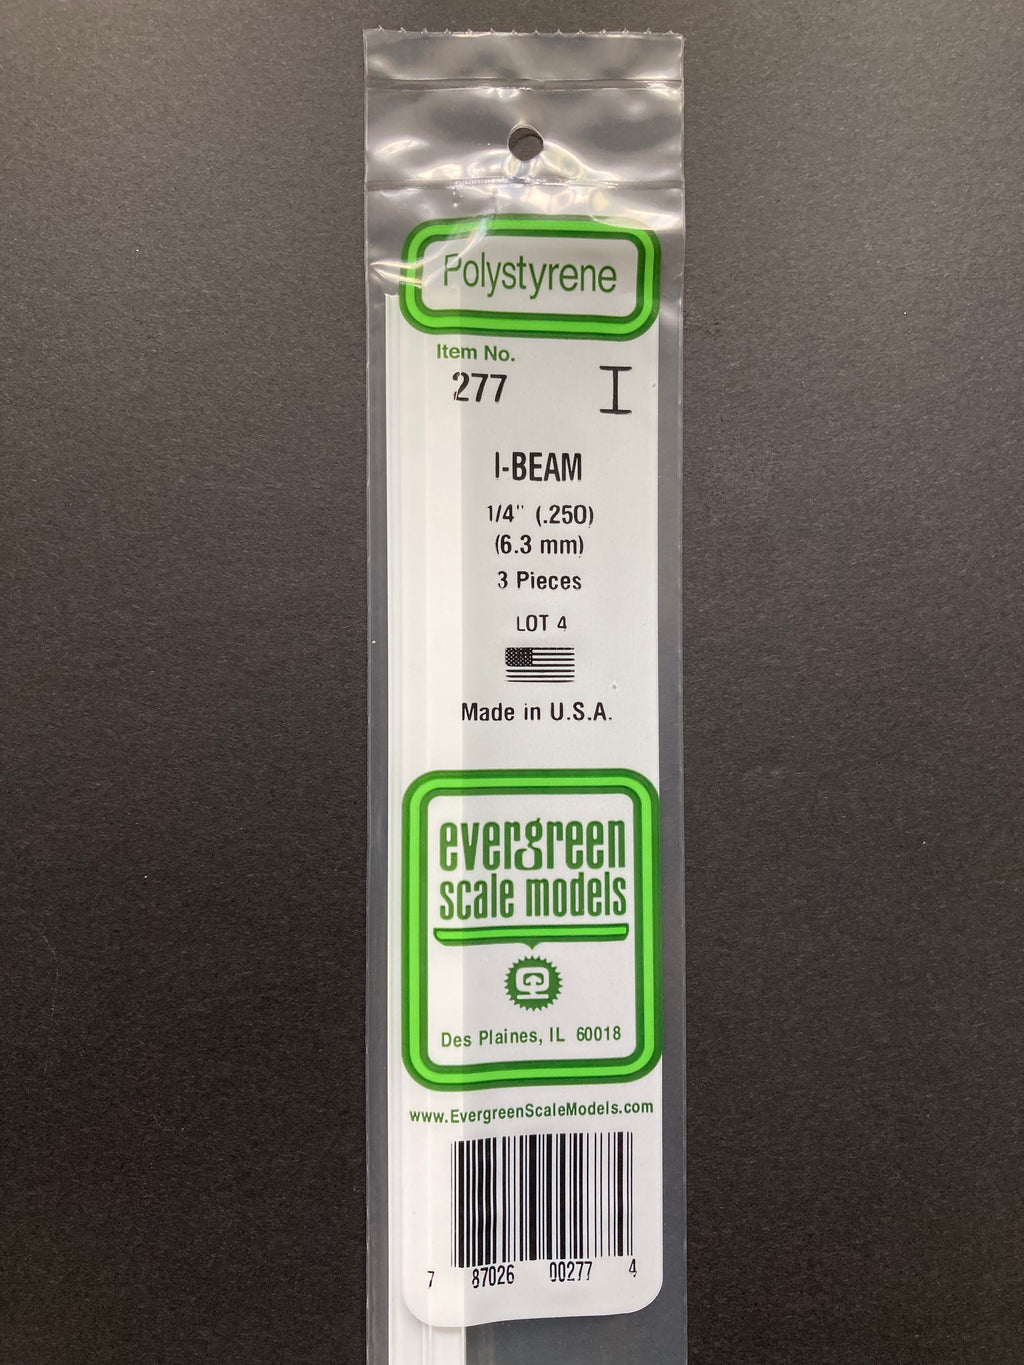 Polystyrene
Item No.
277
I-BEAM
1/4" (.250)
(6.3 mm)
3 Pieces
LOT 4
Made in U.S.A.
evergreen
scale models
Des Plaines, IL 60018
www.EvergreenScaleModels.com
7 87026 00277 4